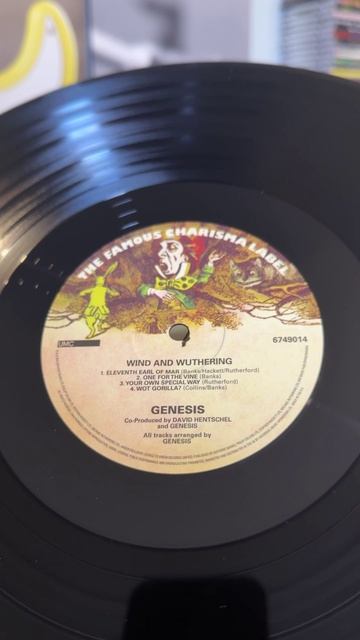 THE FAMOUS CHARISMA LABEL
UMC
6749014
WIND AND WUTHERING
1. ELEVENTH EARL OF MAR (Banks/Hackett/Rutherford)
2. ONE FOR THE VINE (Banks)
3. YOUR OWN SPECIAL WAY (Rutherford)
4. WOT GORILLA? (Collins/Banks)
GENESIS
Co-Produced by DAVID HENTSCHEL
and GENESIS
All tracks arranged by
GENESIS